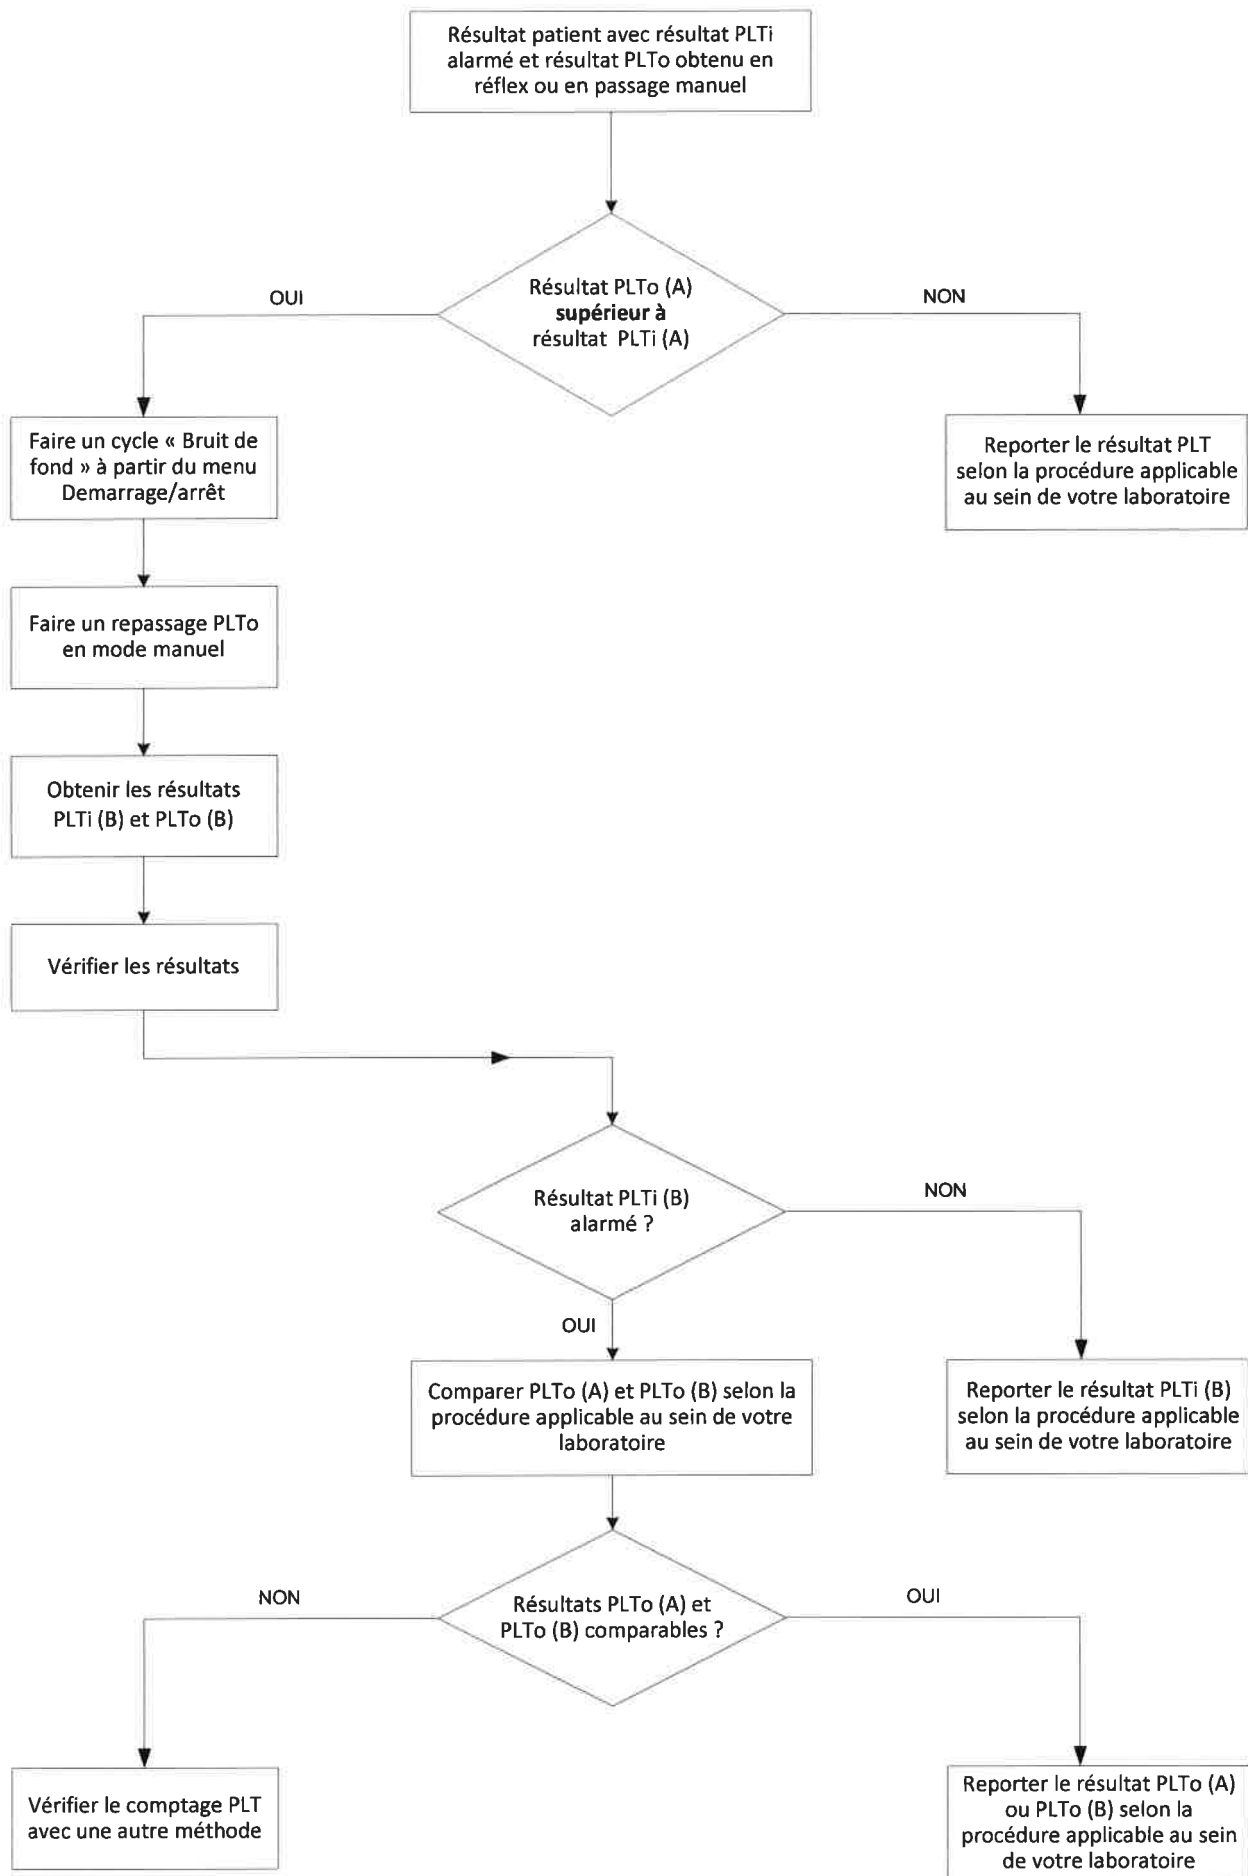 Résultat patient avec résultat PLTi
alarmé et résultat PLTo obtenu en
réflex ou en passage manuel
Résultat PLTo (A)
supérieur à
résultat PLTi (A)
OUI
NON
Faire un cycle « Bruit de
fond » à partir du menu
Demarrage/arrêt
Reporter le résultat PLT
selon la procédure applicable
au sein de votre laboratoire
Faire un repassage PLTo
en mode manuel
Obtenir les résultats
PLTi (B) et PLTo (B)
Vérifier les résultats
Résultat PLTi (B)
alarmé ?
NON
OUI
Comparer PLTo (A) et PLTo (B) selon la
procédure applicable au sein de votre
laboratoire
Reporter le résultat PLTi (B)
selon la procédure applicable
au sein de votre laboratoire
Résultats PLTo (A) et
PLTo (B) comparables ?
NON
OUI
Vérifier le comptage PLT
avec une autre méthode
Reporter le résultat PLTo (A)
ou PLTo (B) selon la
procédure applicable au sein
de votre laboratoire